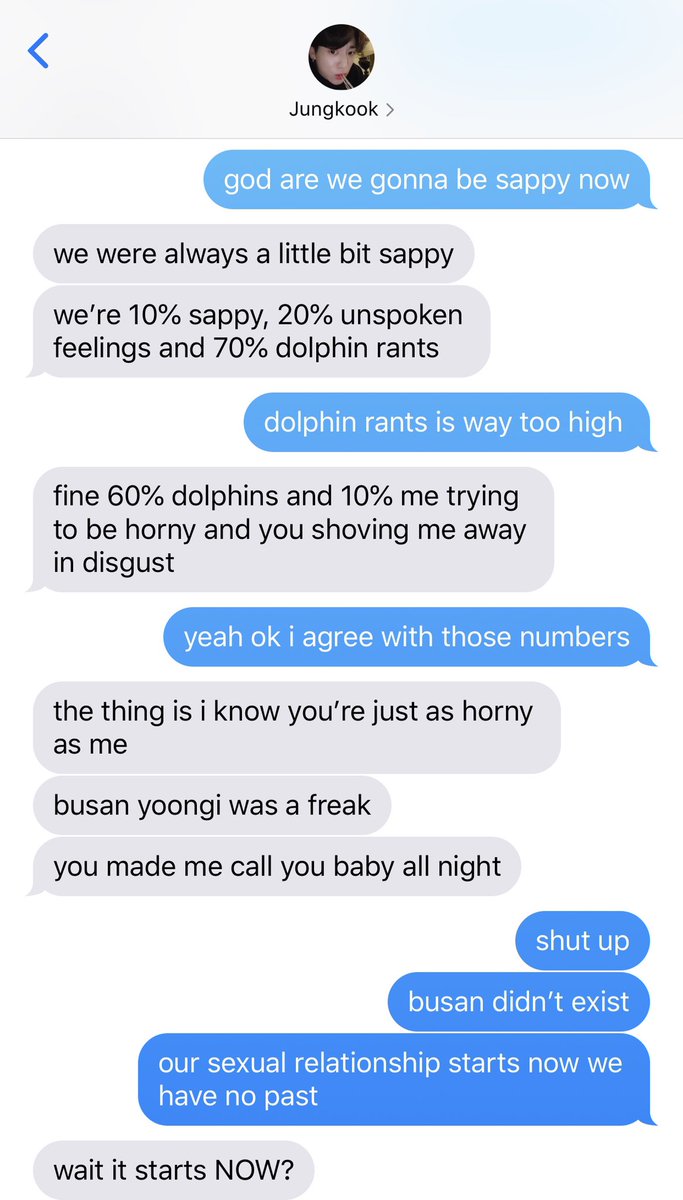 Jungkook
god are we gonna be sappy now
we were always a little bit sappy
we’re 10% sappy, 20% unspoken
feelings and 70% dolphin rants
dolphin rants is way too high
fine 60% dolphins and 10% me trying
to be horny and you shoving me away
in disgust
yeah ok i agree with those numbers
the thing is i know you’re just as horny
as me
busan yoongi was a freak
you made me call you baby all night
shut up
busan didn’t exist
our sexual relationship starts now we
have no past
wait it starts NOW?